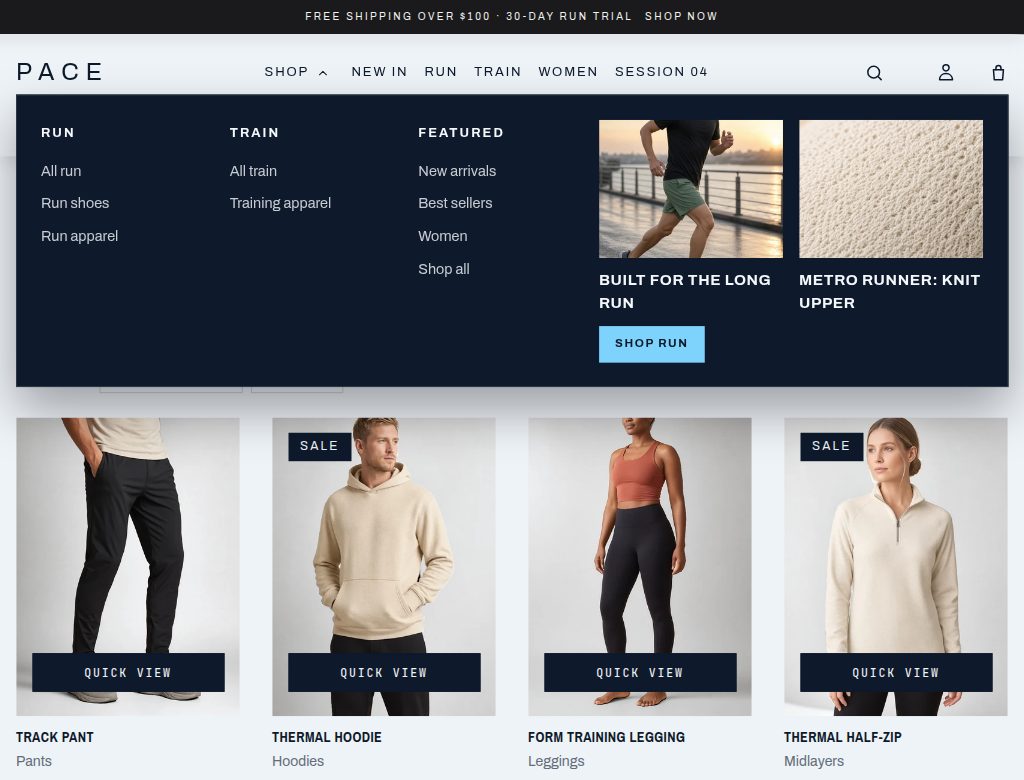 FREE SHIPPING OVER $100 · 30-DAY RUN TRIAL SHOP NOW
PACE
SHOP NEW IN RUN TRAIN WOMEN SESSION 04
RUN
All run
Run shoes
Run apparel
TRAIN
All train
Training apparel
FEATURED
New arrivals
Best sellers
Women
Shop all
BUILT FOR THE LONG
RUN
SHOP RUN
METRO RUNNER: KNIT
UPPER
QUICK VIEW
TRACK PANT
Pants
SALE
QUICK VIEW
THERMAL HOODIE
Hoodies
QUICK VIEW
FORM TRAINING LEGGING
Leggings
SALE
QUICK VIEW
THERMAL HALF-ZIP
Midlayers